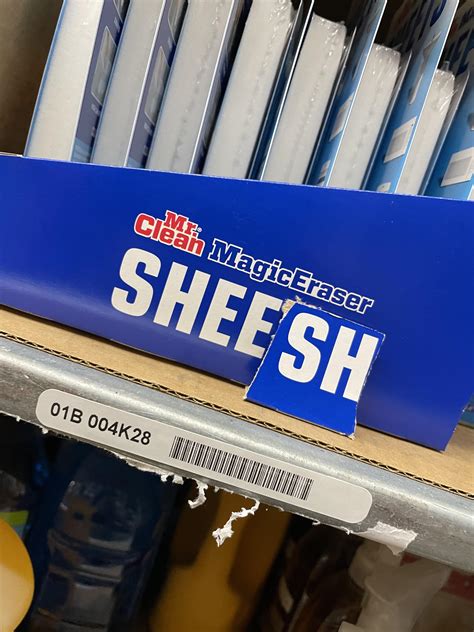 Mr.
Clean
MagicEraser
SHEESH
01B 004K28